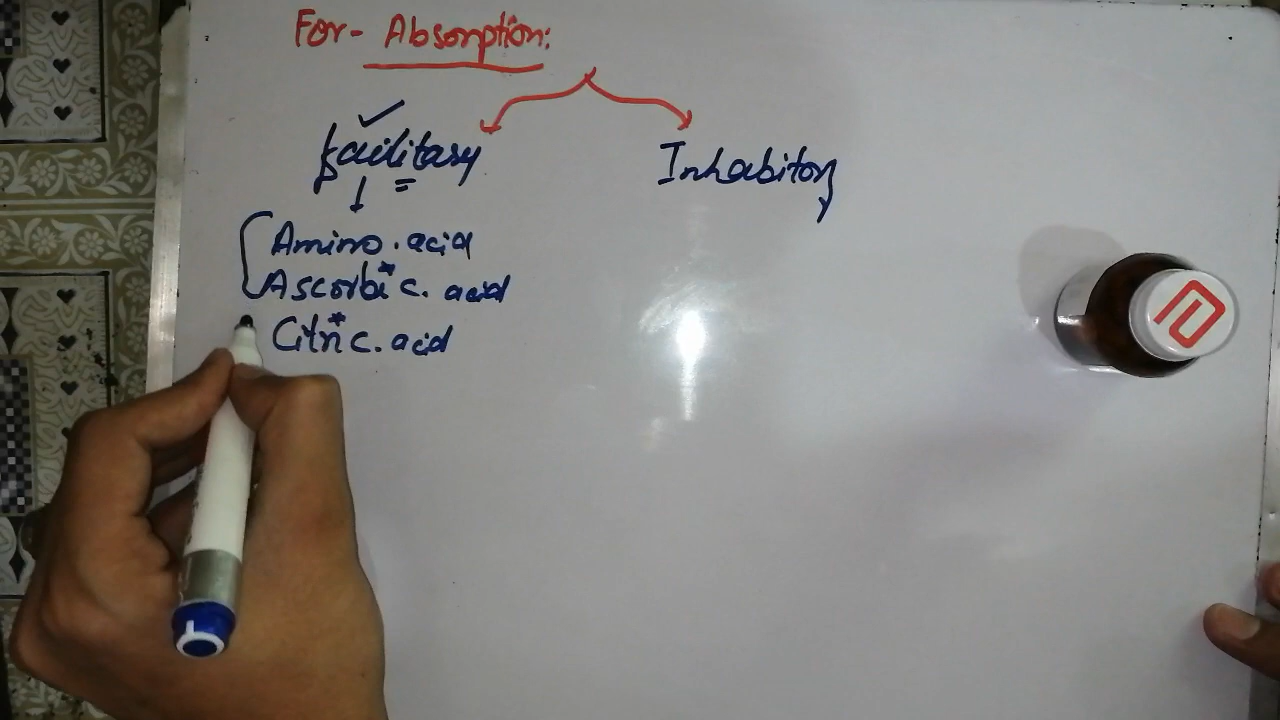 For- Absorption:
facilitary
Inhabitory
Amino. acid
Ascorbic. acid
Citric. acid